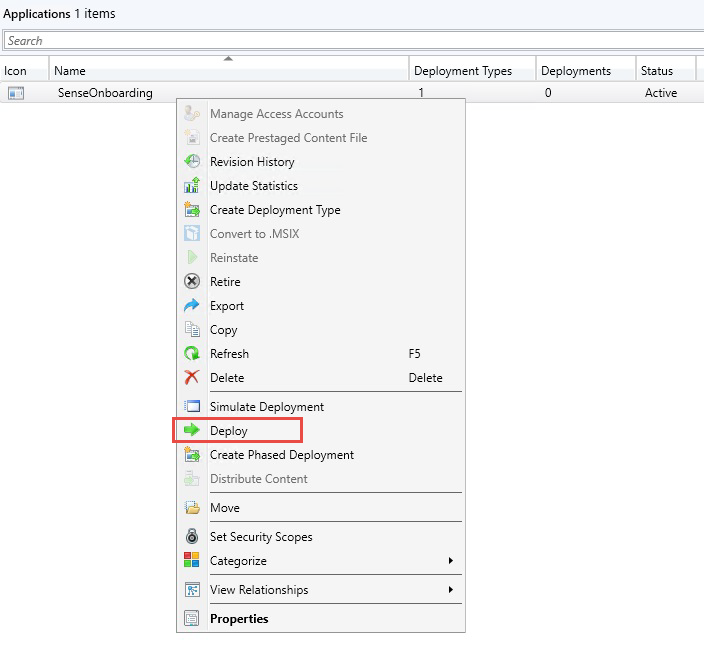 Applications 1 items
Search
Icon Name Deployment Types Deployments Status
SenseOnboarding 1 0 Active
Manage Access Accounts
Create Prestaged Content File
Revision History
Update Statistics
Create Deployment Type
Convert to .MSIX
Reinstate
Retire
Export
Copy
Refresh F5
Delete Delete
Simulate Deployment
Deploy
Create Phased Deployment
Distribute Content
Move
Set Security Scopes
Categorize
View Relationships
Properties